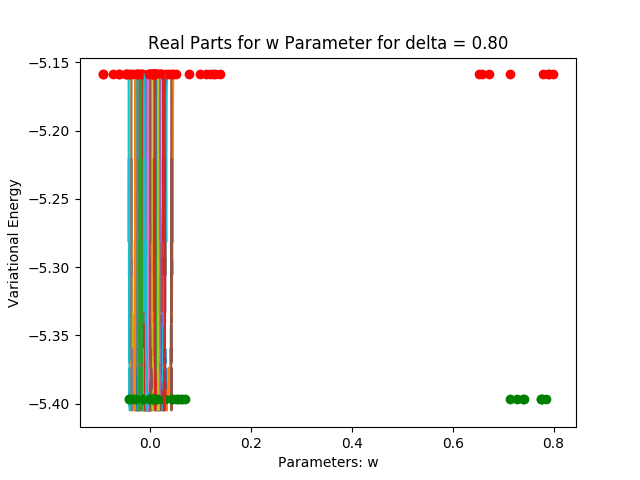 Real Parts for w Parameter for delta = 0.80
Variational Energy
−5.15
−5.20
−5.25
−5.30
−5.35
−5.40
0.0 0.2 0.4 0.6 0.8
Parameters: w